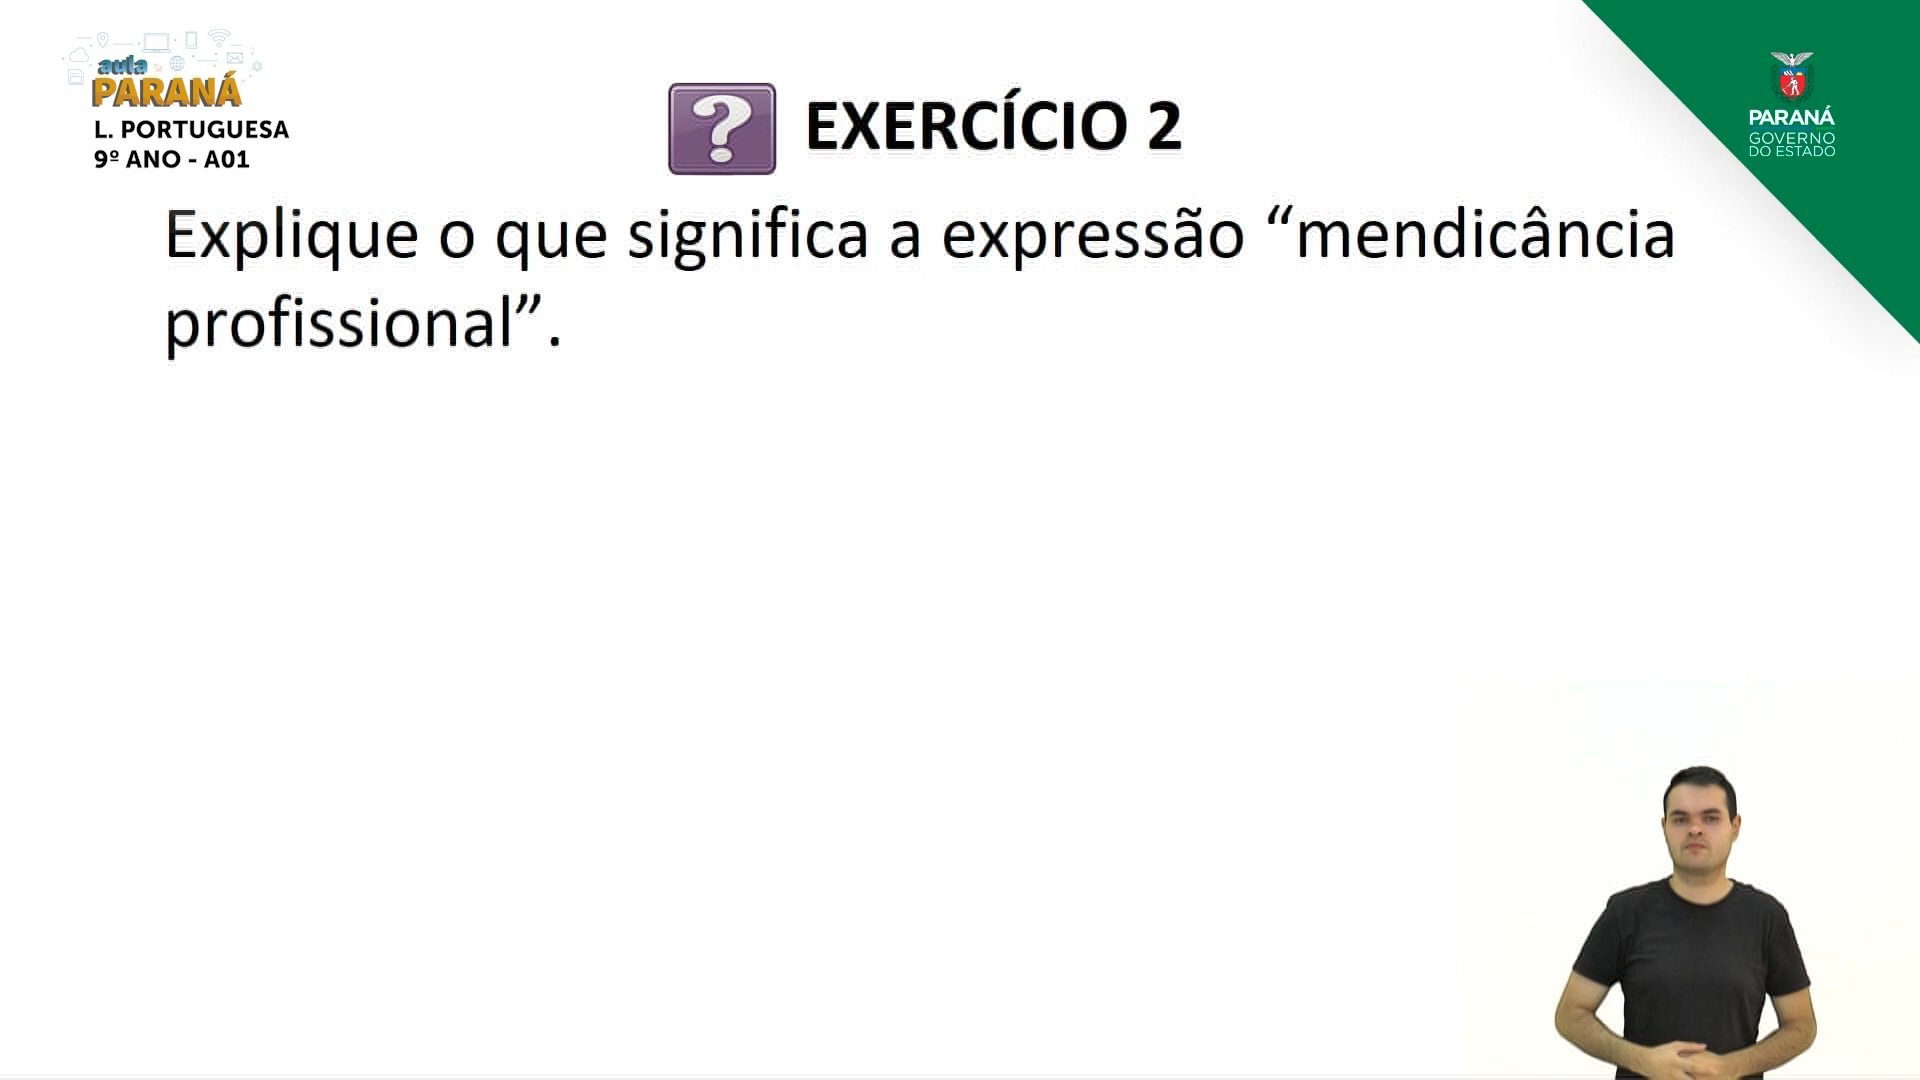 aula
PARANÁ
L. PORTUGUESA
9º ANO - A01
EXERCÍCIO 2
PARANÁ
GOVERNO
DO ESTADO
Explique o que significa a expressão “mendicância
profissional”.